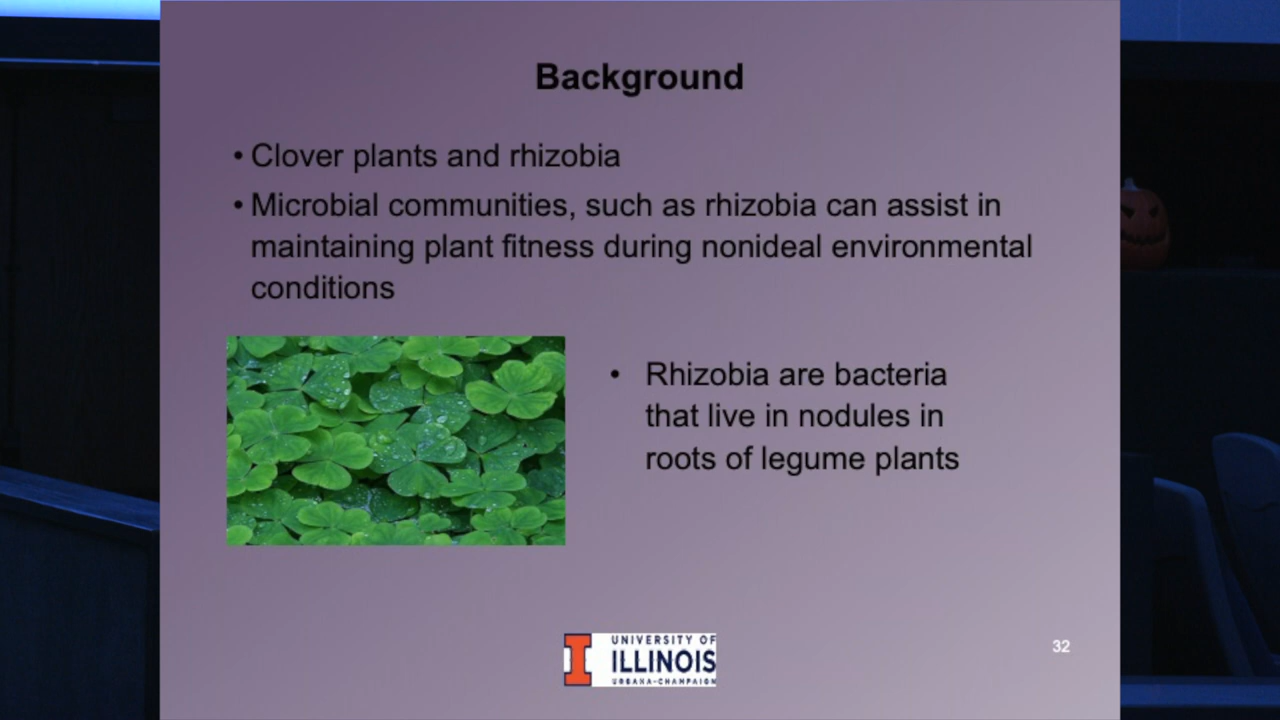 Background
• Clover plants and rhizobia
• Microbial communities, such as rhizobia can assist in
maintaining plant fitness during nonideal environmental
conditions
• Rhizobia are bacteria
that live in nodules in
roots of legume plants
UNIVERSITY OF
ILLINOIS
URBANA-CHAMPAIGN
32